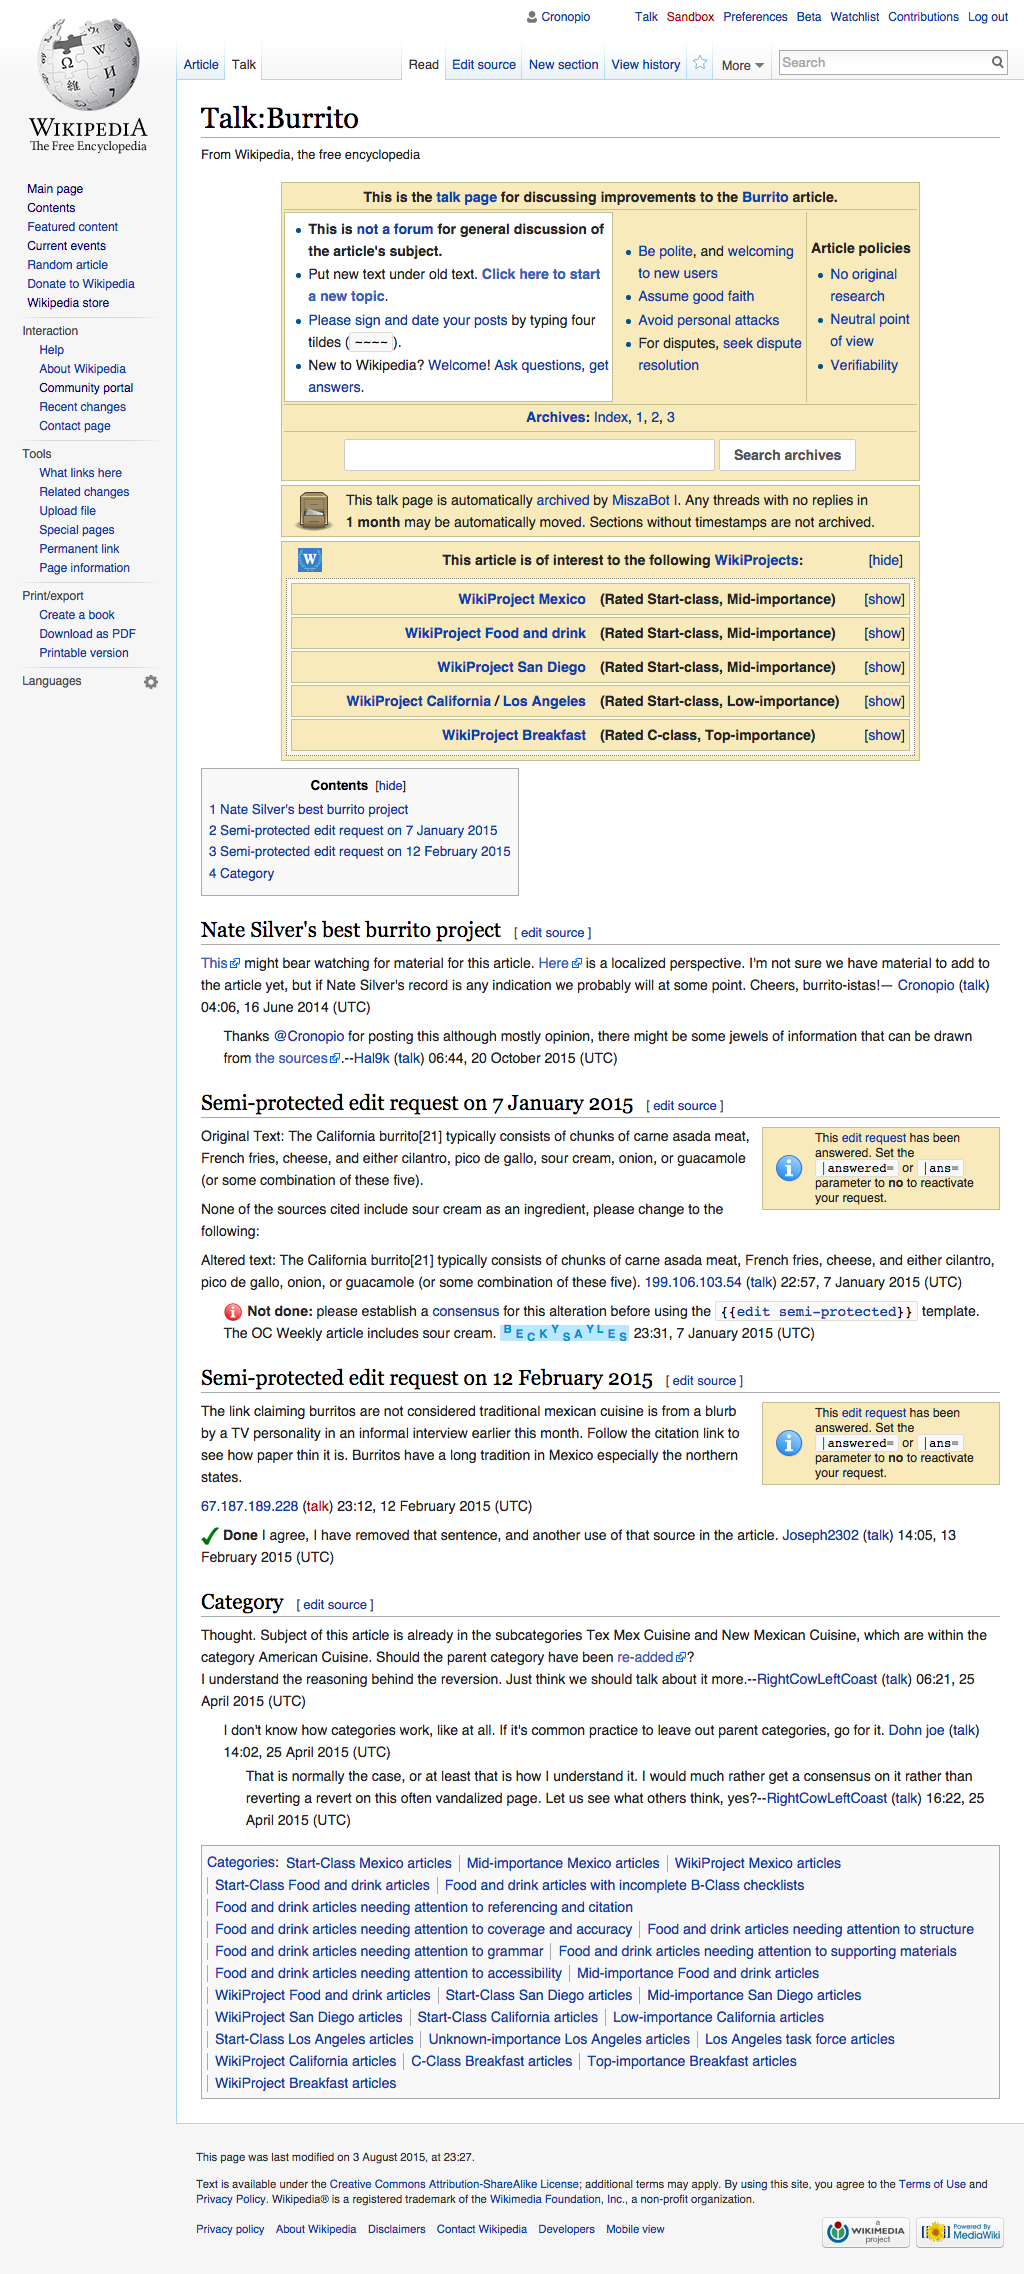 Cronopio Talk Sandbox Preferences Beta Watchlist Contributions Log out
Article Talk Read Edit source New section View history More Search
WIKIPEDIA
The Free Encyclopedia
Main page
Contents
Featured content
Current events
Random article
Donate to Wikipedia
Wikipedia store
Interaction
Help
About Wikipedia
Community portal
Recent changes
Contact page
Tools
What links here
Related changes
Upload file
Special pages
Permanent link
Page information
Print/export
Create a book
Download as PDF
Printable version
Languages
Talk:Burrito
From Wikipedia, the free encyclopedia
This is the talk page for discussing improvements to the Burrito article.
• This is not a forum for general discussion of
the article's subject.
• Put new text under old text. Click here to start
a new topic.
• Please sign and date your posts by typing four
tildes ( ~~~~ ).
• New to Wikipedia? Welcome! Ask questions, get
answers.
• Be polite, and welcoming
to new users
• Assume good faith
• Avoid personal attacks
• For disputes, seek dispute
resolution
Article policies
• No original
research
• Neutral point
of view
• Verifiability
Archives: Index, 1, 2, 3
Search archives
This talk page is automatically archived by MiszaBot I. Any threads with no replies in
1 month may be automatically moved. Sections without timestamps are not archived.
W
This article is of interest to the following WikiProjects: [hide]
WikiProject Mexico (Rated Start-class, Mid-importance) [show]
WikiProject Food and drink (Rated Start-class, Mid-importance) [show]
WikiProject San Diego (Rated Start-class, Mid-importance) [show]
WikiProject California / Los Angeles (Rated Start-class, Low-importance) [show]
WikiProject Breakfast (Rated C-class, Top-importance) [show]
Contents [hide]
1 Nate Silver's best burrito project
2 Semi-protected edit request on 7 January 2015
3 Semi-protected edit request on 12 February 2015
4 Category
Nate Silver's best burrito project [ edit source ]
This might bear watching for material for this article. Here is a localized perspective. I'm not sure we have material to add to
the article yet, but if Nate Silver's record is any indication we probably will at some point. Cheers, burrito-istas!— Cronopio (talk)
04:06, 16 June 2014 (UTC)
Thanks @Cronopio for posting this although mostly opinion, there might be some jewels of information that can be drawn
from the sources.--Hal9k (talk) 06:44, 20 October 2015 (UTC)
Semi-protected edit request on 7 January 2015 [ edit source ]
Original Text: The California burrito[21] typically consists of chunks of carne asada meat,
French fries, cheese, and either cilantro, pico de gallo, sour cream, onion, or guacamole
(or some combination of these five).
This edit request has been
answered. Set the
|answered= or |ans=
parameter to no to reactivate
your request.
None of the sources cited include sour cream as an ingredient, please change to the
following:
Altered text: The California burrito[21] typically consists of chunks of carne asada meat, French fries, cheese, and either cilantro,
pico de gallo, onion, or guacamole (or some combination of these five). 199.106.103.54 (talk) 22:57, 7 January 2015 (UTC)
Not done: please establish a consensus for this alteration before using the {{edit semi-protected}} template.
The OC Weekly article includes sour cream. BECKYSAYLES 23:31, 7 January 2015 (UTC)
Semi-protected edit request on 12 February 2015 [ edit source ]
The link claiming burritos are not considered traditional mexican cuisine is from a blurb
by a TV personality in an informal interview earlier this month. Follow the citation link to
see how paper thin it is. Burritos have a long tradition in Mexico especially the northern
states.
This edit request has been
answered. Set the
|answered= or |ans=
parameter to no to reactivate
your request.
67.187.189.228 (talk) 23:12, 12 February 2015 (UTC)
Done I agree, I have removed that sentence, and another use of that source in the article. Joseph2302 (talk) 14:05, 13
February 2015 (UTC)
Category [ edit source ]
Thought. Subject of this article is already in the subcategories Tex Mex Cuisine and New Mexican Cuisine, which are within the
category American Cuisine. Should the parent category have been re-added?
I understand the reasoning behind the reversion. Just think we should talk about it more.--RightCowLeftCoast (talk) 06:21, 25
April 2015 (UTC)
I don't know how categories work, like at all. If it's common practice to leave out parent categories, go for it. Dohn joe (talk)
14:02, 25 April 2015 (UTC)
That is normally the case, or at least that is how I understand it. I would much rather get a consensus on it rather than
reverting a revert on this often vandalized page. Let us see what others think, yes?--RightCowLeftCoast (talk) 16:22, 25
April 2015 (UTC)
Categories: Start-Class Mexico articles | Mid-importance Mexico articles | WikiProject Mexico articles
| Start-Class Food and drink articles | Food and drink articles with incomplete B-Class checklists
| Food and drink articles needing attention to referencing and citation
| Food and drink articles needing attention to coverage and accuracy | Food and drink articles needing attention to structure
| Food and drink articles needing attention to grammar | Food and drink articles needing attention to supporting materials
| Food and drink articles needing attention to accessibility | Mid-importance Food and drink articles
| WikiProject Food and drink articles | Start-Class San Diego articles | Mid-importance San Diego articles
| WikiProject San Diego articles | Start-Class California articles | Low-importance California articles
| Start-Class Los Angeles articles | Unknown-importance Los Angeles articles | Los Angeles task force articles
| WikiProject California articles | C-Class Breakfast articles | Top-importance Breakfast articles
| WikiProject Breakfast articles
This page was last modified on 3 August 2015, at 23:27.
Text is available under the Creative Commons Attribution-ShareAlike License; additional terms may apply. By using this site, you agree to the Terms of Use and
Privacy Policy. Wikipedia® is a registered trademark of the Wikimedia Foundation, Inc., a non-profit organization.
Privacy policy About Wikipedia Disclaimers Contact Wikipedia Developers Mobile view
a
WIKIMEDIA
project
Powered By
MediaWiki